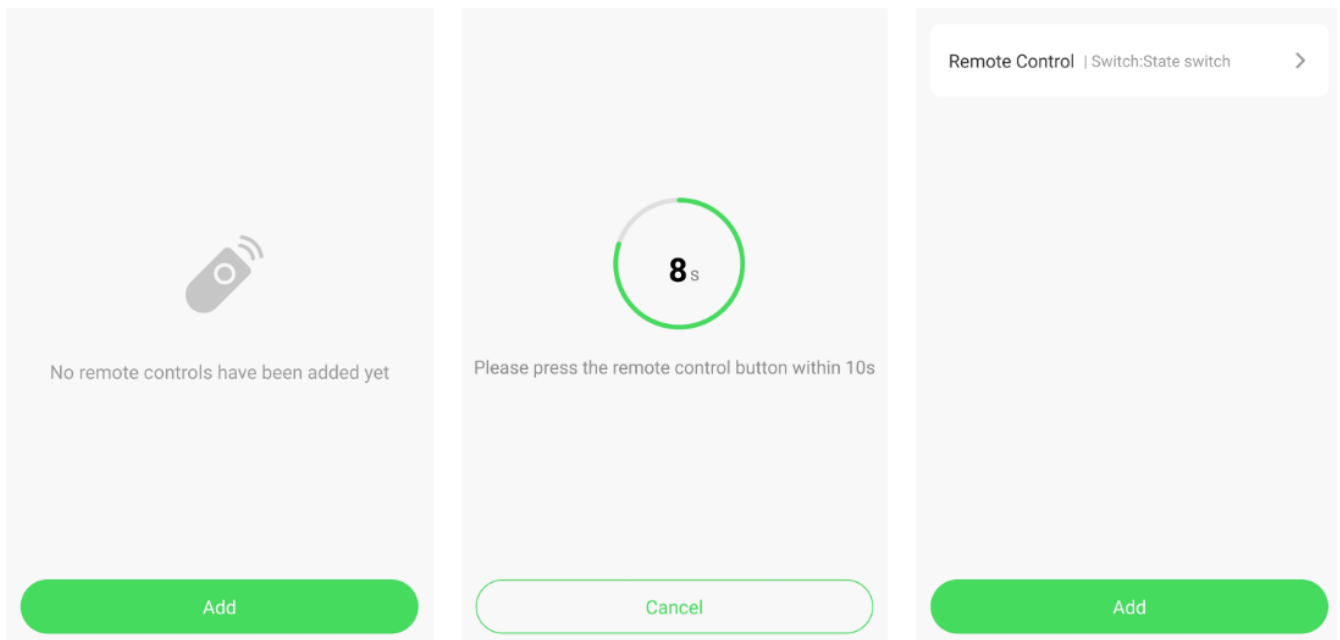 No remote controls have been added yet
Add
8 s
Please press the remote control button within 10s
Cancel
Remote Control | Switch:State switch
Add